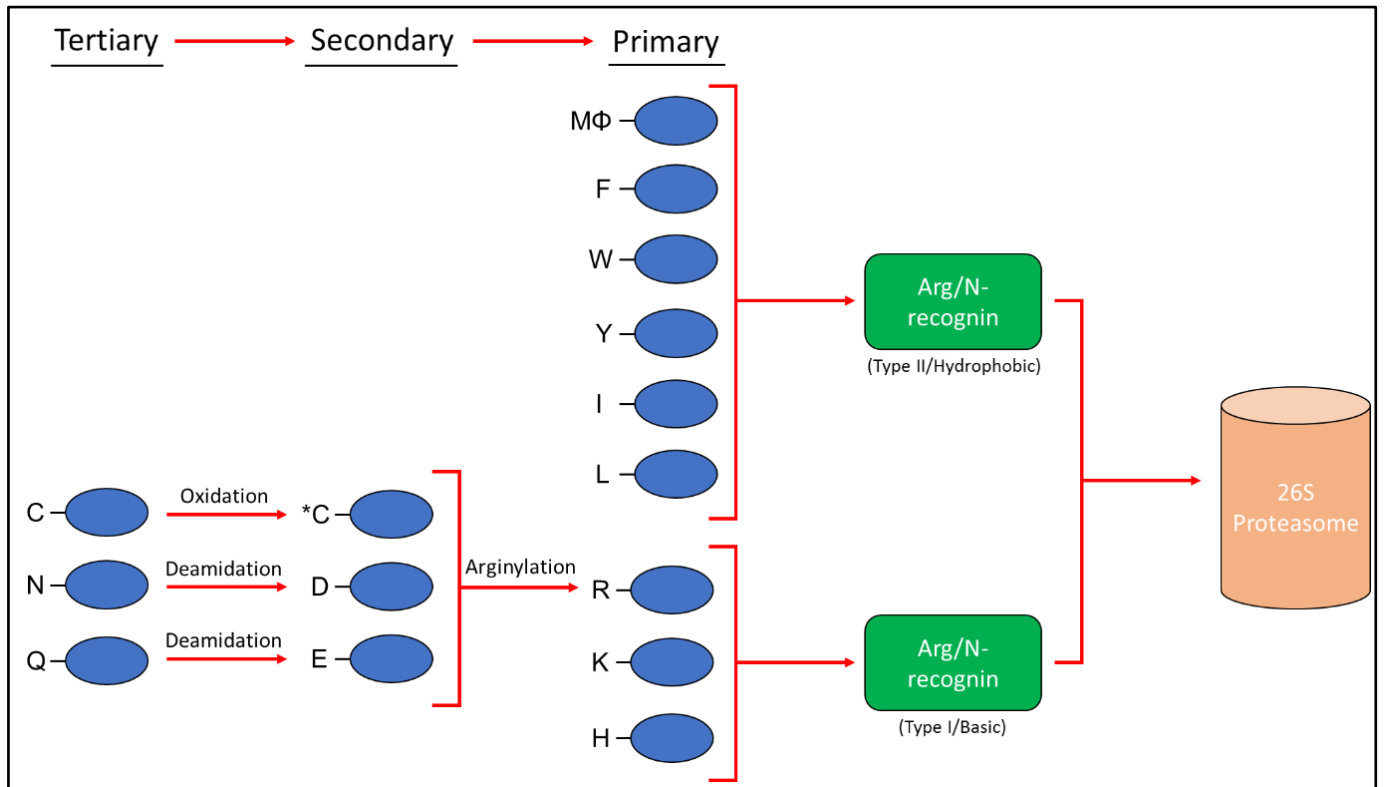 Tertiary
Secondary
Primary
MΦ
F
W
Y
I
L
Arg/N-
recognin
(Type II/Hydrophobic)
C
Oxidation
*C
N
Deamidation
D
Q
Deamidation
E
Arginylation
R
K
H
Arg/N-
recognin
(Type I/Basic)
26S
Proteasome